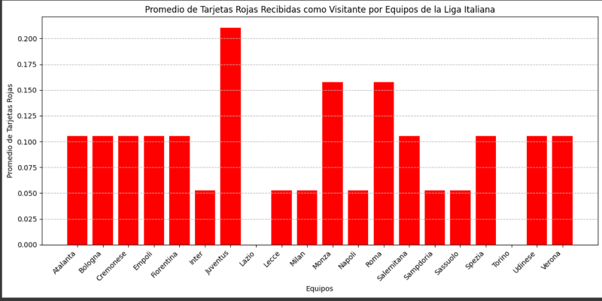 Promedio de Tarjetas Rojas Recibidas como Visitante por Equipos de la Liga Italiana
Promedio de Tarjetas Rojas
0.200
0.175
0.150
0.125
0.100
0.075
0.050
0.025
0.000
Atalanta
Bologna
Cremonese
Empoli
Fiorentina
Inter
Juventus
Lazio
Lecce
Milan
Monza
Napoli
Roma
Salernitana
Sampdoria
Sassuolo
Spezia
Torino
Udinese
Verona
Equipos